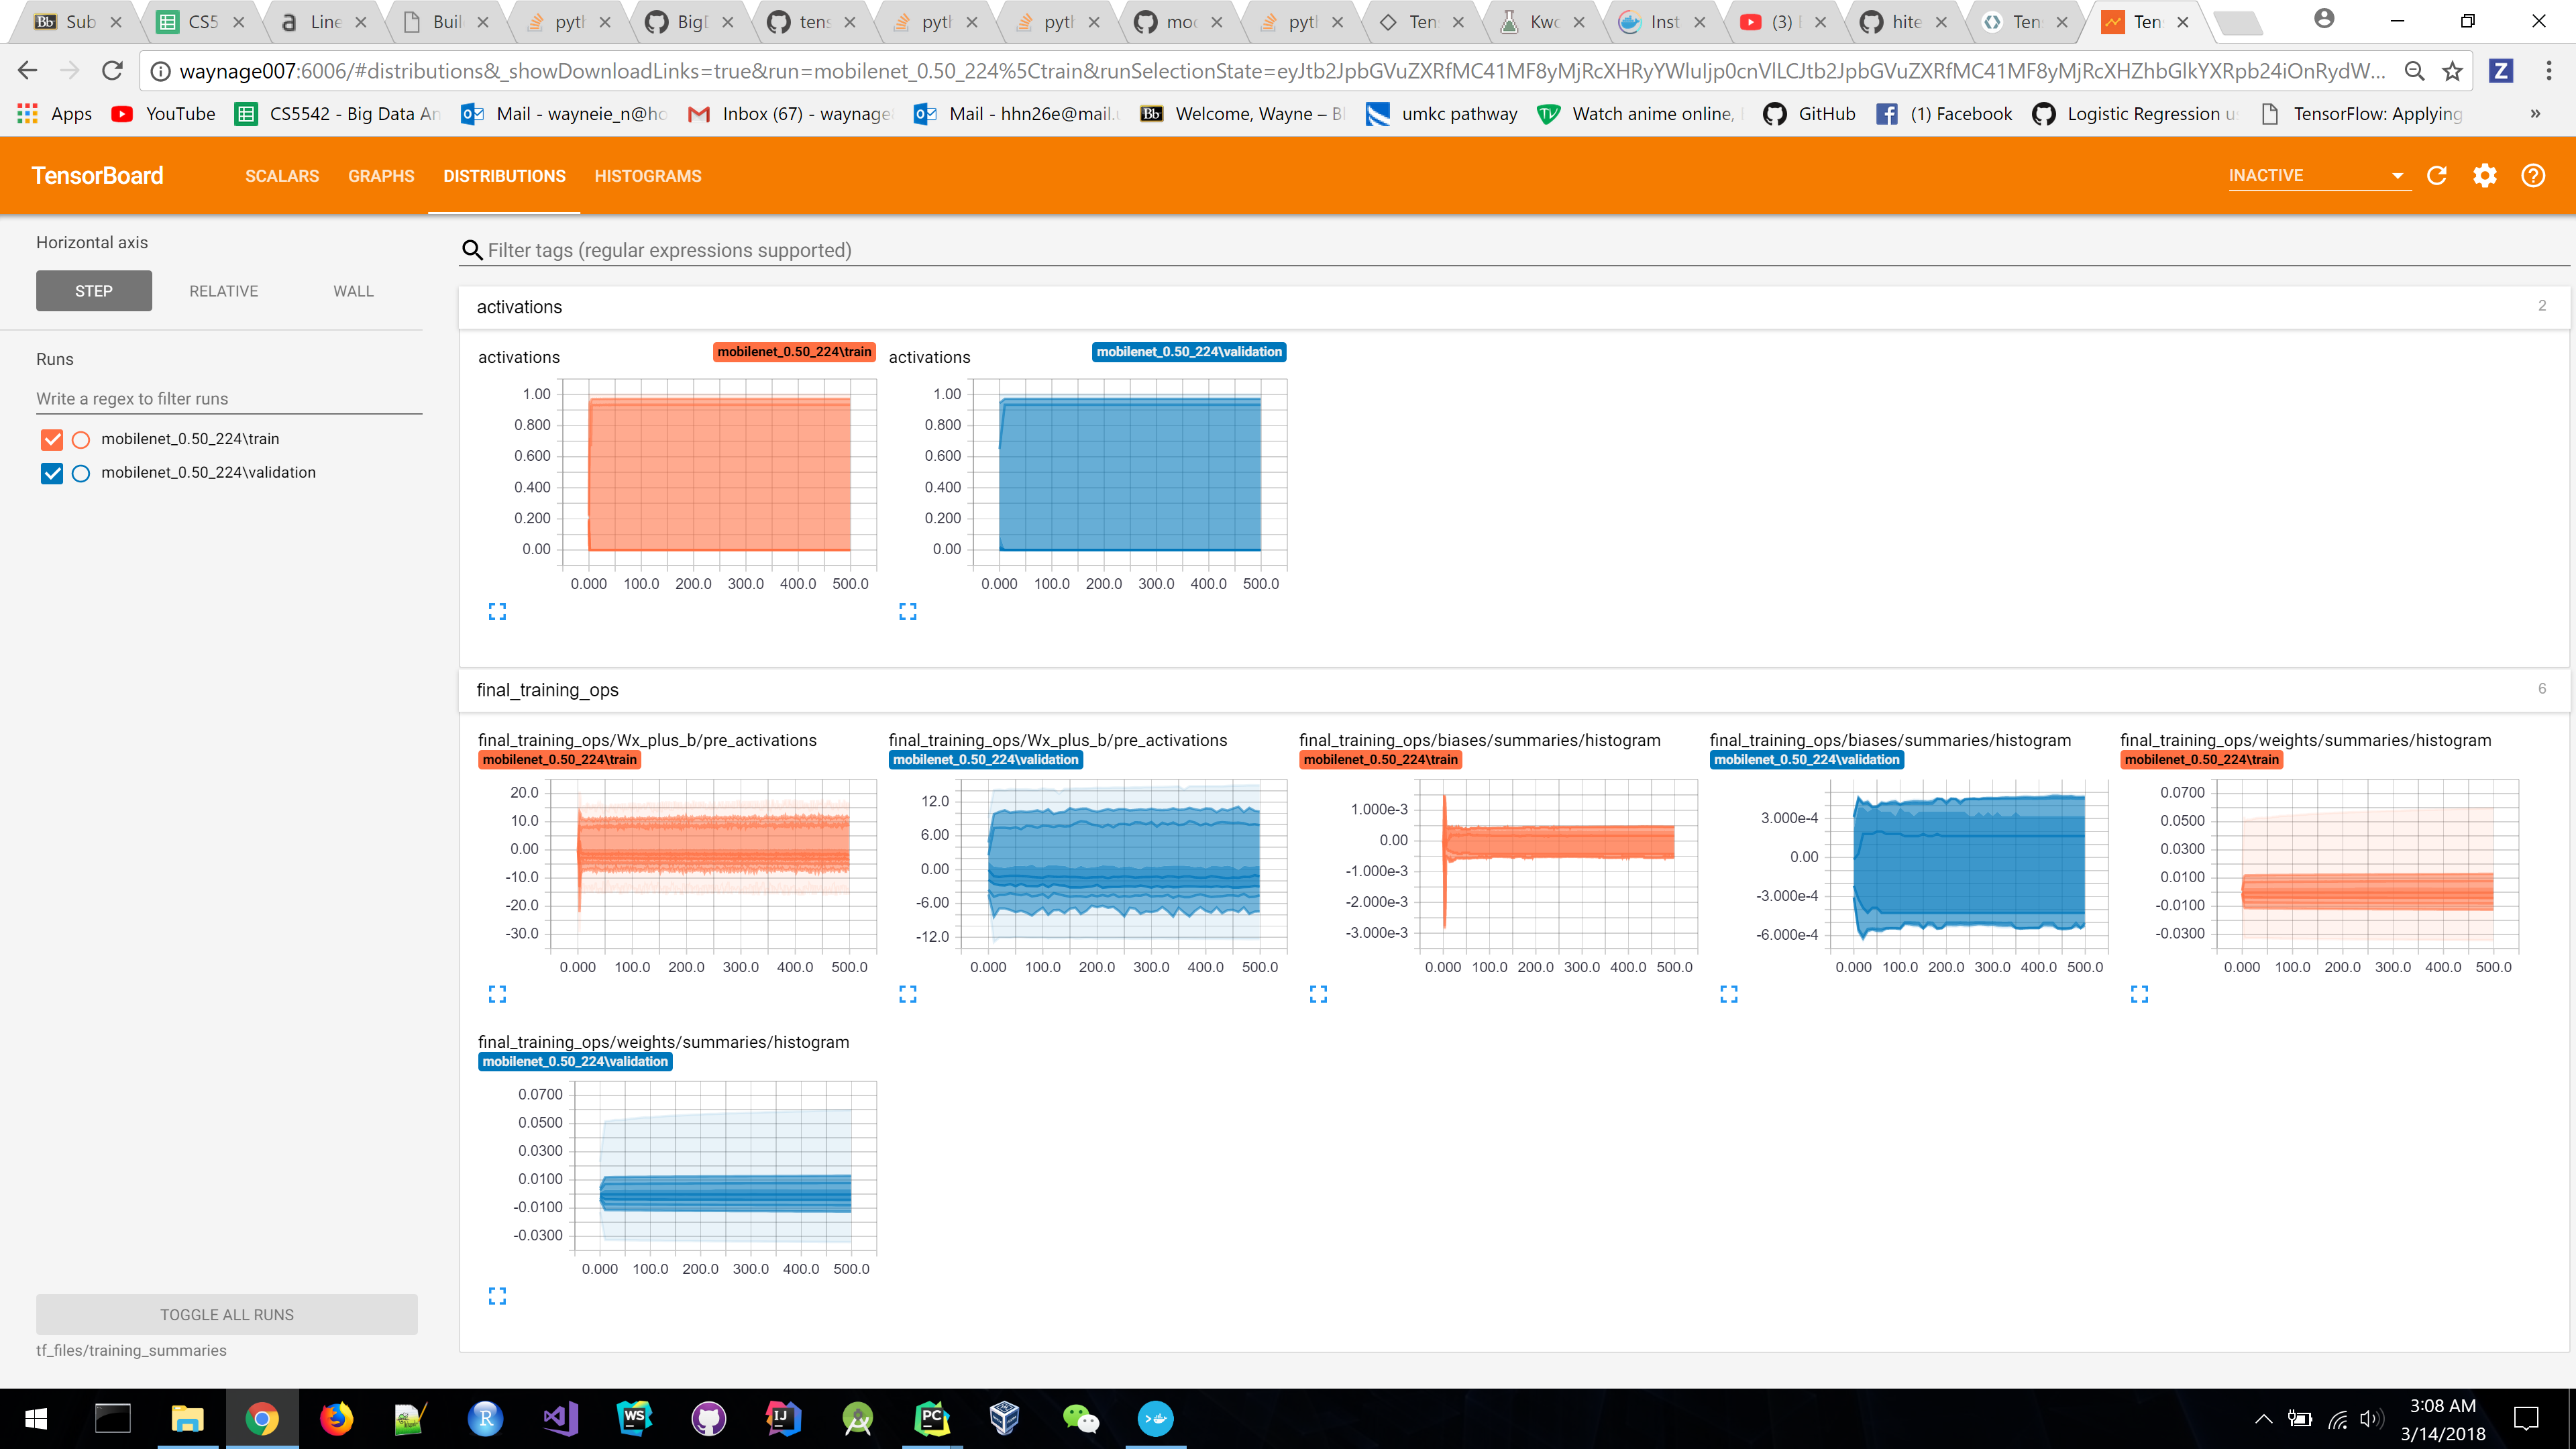 Sub CS5 Line Buil pyth BigD tens pyth pyth moc pyth Ten Kwc Inst (3) hite Ten Ten
waynage007:6006/#distributions&_showDownloadLinks=true&run=mobilenet_0.50_224%5Ctrain&runSelectionState=eyJtb2JpbGVuZXRfMC41MF8yMjRcXHRyYWluIjp0cnVlLCJtb2JpbGVuZXRfMC41MF8yMjRcXHZhbGlkYXRpb24iOnRydW...
Apps YouTube CS5542 - Big Data An Mail - wayneie_n@ho Inbox (67) - waynage Mail - hhn26e@mail.u Welcome, Wayne – Bl umkc pathway Watch anime online, GitHub (1) Facebook Logistic Regression us TensorFlow: Applying »
TensorBoard SCALARS GRAPHS DISTRIBUTIONS HISTOGRAMS INACTIVE
Horizontal axis
STEP RELATIVE WALL
Runs
Write a regex to filter runs
mobilenet_0.50_224\train
mobilenet_0.50_224\validation
TOGGLE ALL RUNS
tf_files/training_summaries
Filter tags (regular expressions supported)
activations 2
activations mobilenet_0.50_224\train
1.00
0.800
0.600
0.400
0.200
0.00
0.000 100.0 200.0 300.0 400.0 500.0
activations mobilenet_0.50_224\validation
1.00
0.800
0.600
0.400
0.200
0.00
0.000 100.0 200.0 300.0 400.0 500.0
final_training_ops 6
final_training_ops/Wx_plus_b/pre_activations
mobilenet_0.50_224\train
20.0
10.0
0.00
-10.0
-20.0
-30.0
0.000 100.0 200.0 300.0 400.0 500.0
final_training_ops/Wx_plus_b/pre_activations
mobilenet_0.50_224\validation
12.0
6.00
0.00
-6.00
-12.0
0.000 100.0 200.0 300.0 400.0 500.0
final_training_ops/biases/summaries/histogram
mobilenet_0.50_224\train
1.000e-3
0.00
-1.000e-3
-2.000e-3
-3.000e-3
0.000 100.0 200.0 300.0 400.0 500.0
final_training_ops/biases/summaries/histogram
mobilenet_0.50_224\validation
3.000e-4
0.00
-3.000e-4
-6.000e-4
0.000 100.0 200.0 300.0 400.0 500.0
final_training_ops/weights/summaries/histogram
mobilenet_0.50_224\train
0.0700
0.0500
0.0300
0.0100
-0.0100
-0.0300
0.000 100.0 200.0 300.0 400.0 500.0
final_training_ops/weights/summaries/histogram
mobilenet_0.50_224\validation
0.0700
0.0500
0.0300
0.0100
-0.0100
-0.0300
0.000 100.0 200.0 300.0 400.0 500.0
3:08 AM
3/14/2018